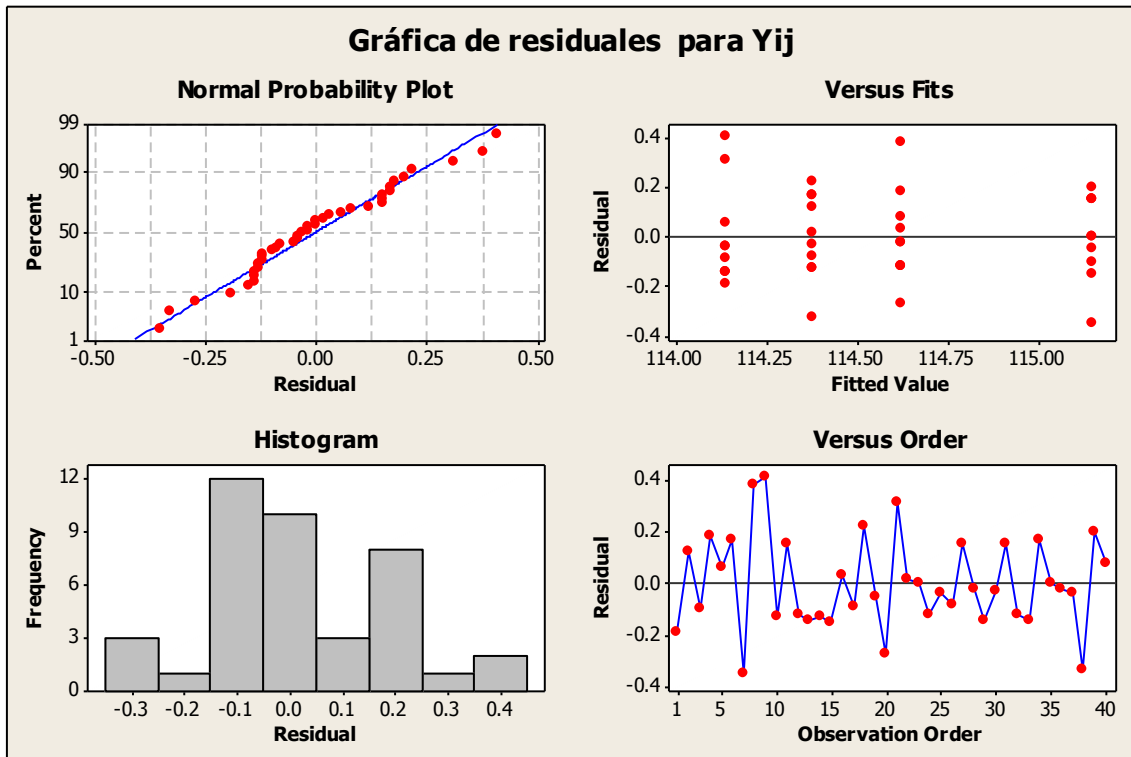 Gráfica de residuales para Yij
Normal Probability Plot
99
90
50
10
1
Percent
-0.50 -0.25 0.00 0.25 0.50
Residual
Versus Fits
0.4
0.2
0.0
-0.2
-0.4
Residual
114.00 114.25 114.50 114.75 115.00
Fitted Value
Histogram
12
9
6
3
0
Frequency
-0.3 -0.2 -0.1 0.0 0.1 0.2 0.3 0.4
Residual
Versus Order
0.4
0.2
0.0
-0.2
-0.4
Residual
1 5 10 15 20 25 30 35 40
Observation Order